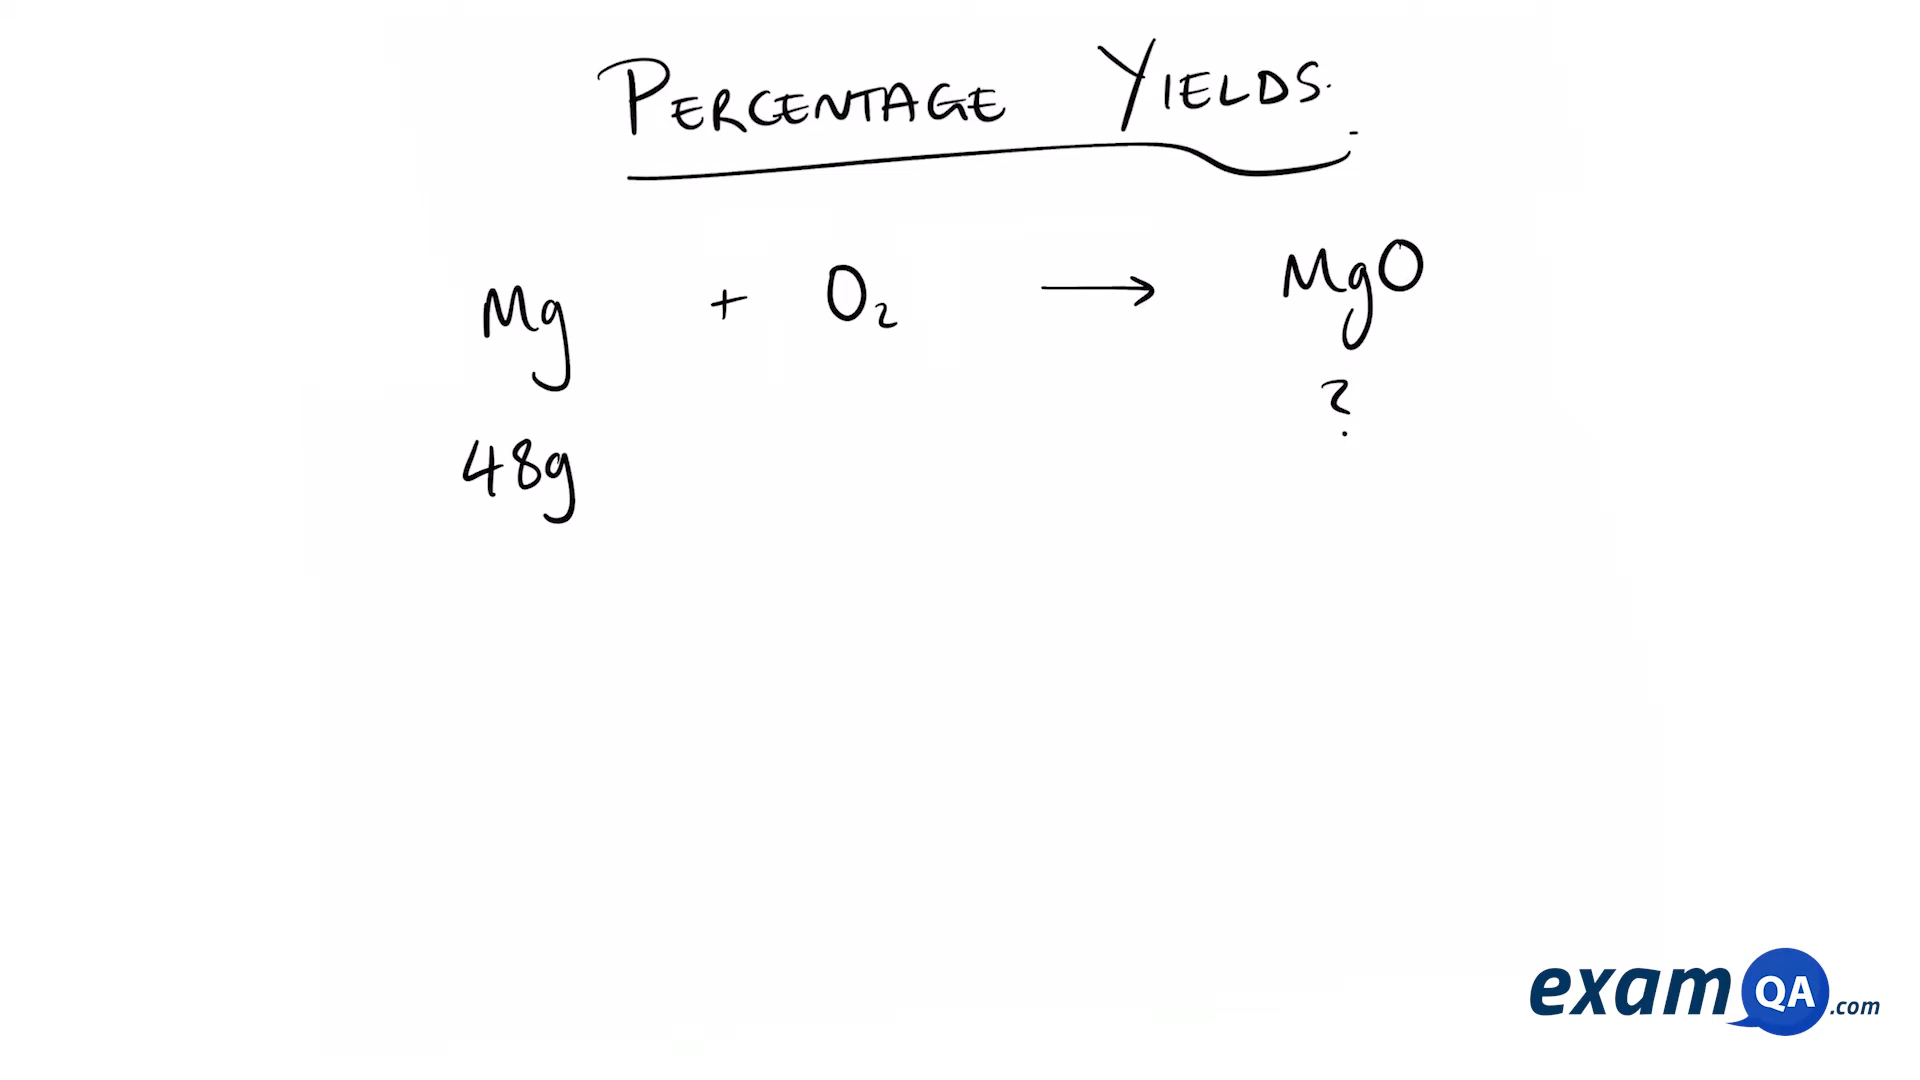 PERCENTAGE YIELDS.
Mg + O₂ → MgO
?
48g
examQA.com